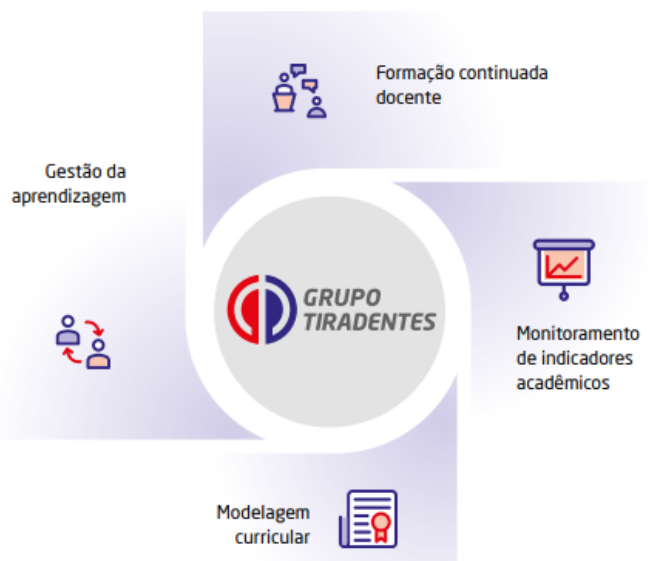 Formação continuada
docente
Gestão da
aprendizagem
GRUPO
TIRADENTES
Monitoramento
de indicadores
acadêmicos
Modelagem
curricular